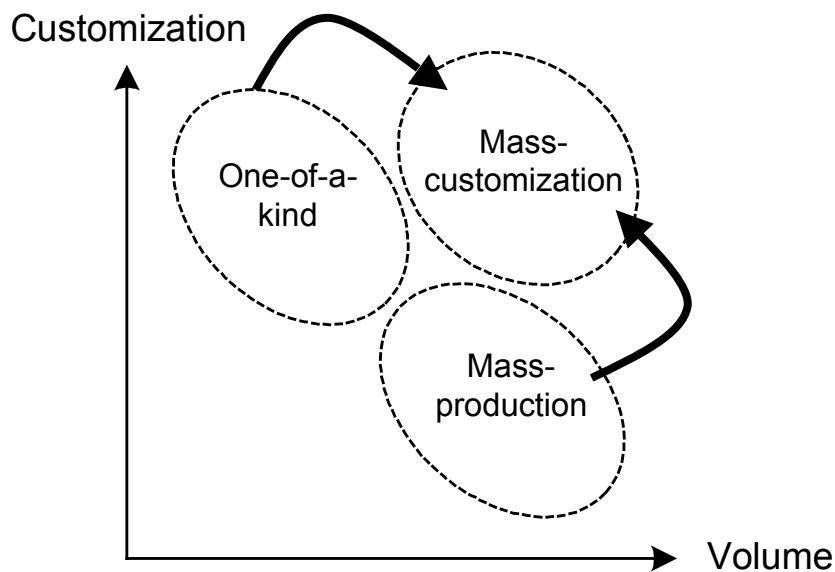 Customization
One-of-a-
kind
Mass-
customization
Mass-
production
Volume